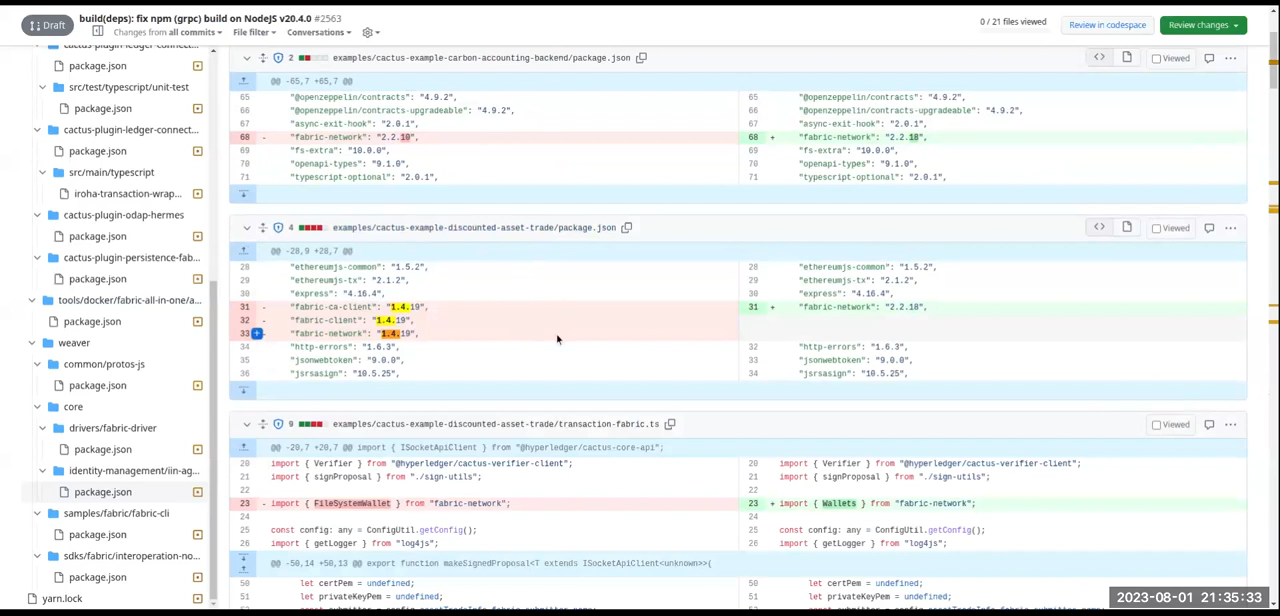 Draft
build(deps): fix npm (grpc) build on NodeJS v20.4.0 #2563
Changes from all commits File filter Conversations
0 / 21 files viewed
Review in codespace
Review changes
cactus-plugin-ledger-connect...
package.json
src/test/typescript/unit-test
package.json
cactus-plugin-ledger-connect...
package.json
src/main/typescript
iroha-transaction-wrap...
cactus-plugin-odap-hermes
package.json
cactus-plugin-persistence-fab...
package.json
tools/docker/fabric-all-in-one/a...
package.json
weaver
common/protos-js
package.json
core
drivers/fabric-driver
package.json
identity-management/iin-ag...
package.json
samples/fabric/fabric-cli
package.json
sdks/fabric/interoperation-no...
package.json
yarn.lock
2 examples/cactus-example-carbon-accounting-backend/package.json
Viewed
@@ -65,7 +65,7 @@
65 "@openzeppelin/contracts": "4.9.2", 65 "@openzeppelin/contracts": "4.9.2",
66 "@openzeppelin/contracts-upgradeable": "4.9.2", 66 "@openzeppelin/contracts-upgradeable": "4.9.2",
67 "async-exit-hook": "2.0.1", 67 "async-exit-hook": "2.0.1",
68 - "fabric-network": "2.2.10", 68 + "fabric-network": "2.2.18",
69 "fs-extra": "10.0.0", 69 "fs-extra": "10.0.0",
70 "openapi-types": "9.1.0", 70 "openapi-types": "9.1.0",
71 "typescript-optional": "2.0.1", 71 "typescript-optional": "2.0.1",
4 examples/cactus-example-discounted-asset-trade/package.json
Viewed
@@ -28,9 +28,7 @@
28 "ethereumjs-common": "1.5.2", 28 "ethereumjs-common": "1.5.2",
29 "ethereumjs-tx": "2.1.2", 29 "ethereumjs-tx": "2.1.2",
30 "express": "4.16.4", 30 "express": "4.16.4",
31 - "fabric-ca-client": "1.4.19", 31 + "fabric-network": "2.2.18",
32 - "fabric-client": "1.4.19",
33 - "fabric-network": "1.4.19",
34 "http-errors": "1.6.3", 32 "http-errors": "1.6.3",
35 "jsonwebtoken": "9.0.0", 33 "jsonwebtoken": "9.0.0",
36 "jsrsasign": "10.5.25", 34 "jsrsasign": "10.5.25",
9 examples/cactus-example-discounted-asset-trade/transaction-fabric.ts
Viewed
@@ -20,7 +20,7 @@ import { ISocketApiClient } from "@hyperledger/cactus-core-api";
20 import { Verifier } from "@hyperledger/cactus-verifier-client"; 20 import { Verifier } from "@hyperledger/cactus-verifier-client";
21 import { signProposal } from "./sign-utils"; 21 import { signProposal } from "./sign-utils";
22 22
23 - import { FileSystemWallet } from "fabric-network"; 23 + import { Wallets } from "fabric-network";
24 24
25 const config: any = ConfigUtil.getConfig(); 25 const config: any = ConfigUtil.getConfig();
26 import { getLogger } from "log4js"; 26 import { getLogger } from "log4js";
@@ -50,14 +50,13 @@ export function makeSignedProposal<T extends ISocketApiClient<unknown>>(
50 let certPem = undefined; 50 let certPem = undefined;
51 let privateKeyPem = undefined; 51 let privateKeyPem = undefined;
2023-08-01 21:35:33